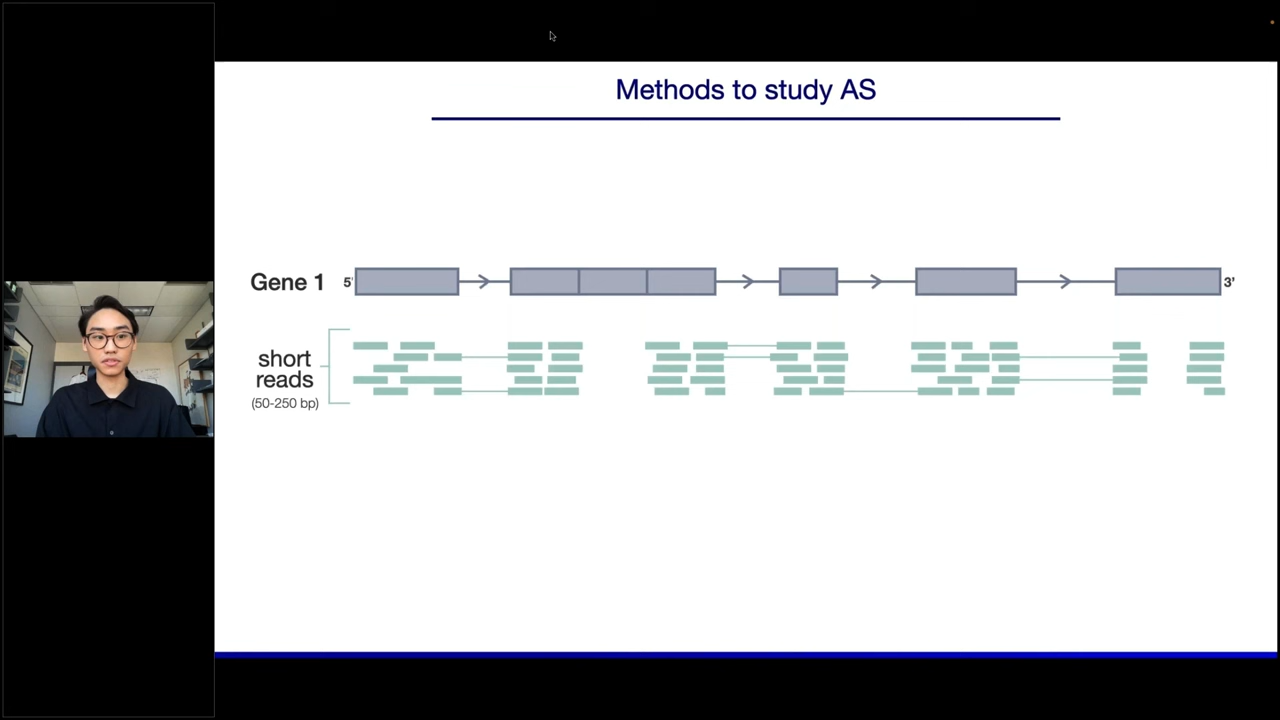 Methods to study AS
Gene 1
5'
3'
short
reads
(50-250 bp)